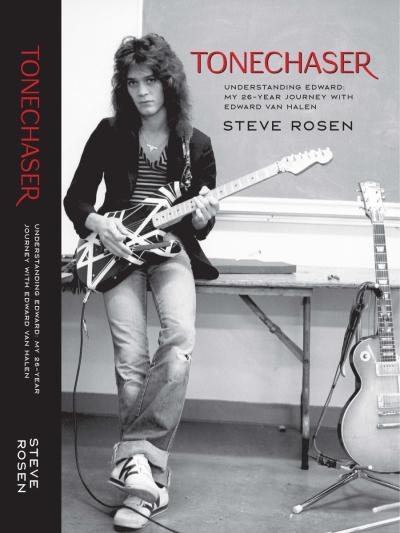 TONECHASER
UNDERSTANDING EDWARD:
MY 26-YEAR JOURNEY WITH
EDWARD VAN HALEN
STEVE ROSEN
TONECHASER
UNDERSTANDING EDWARD: MY 26-YEAR
JOURNEY WITH EDWARD VAN HALEN
STEVE
ROSEN